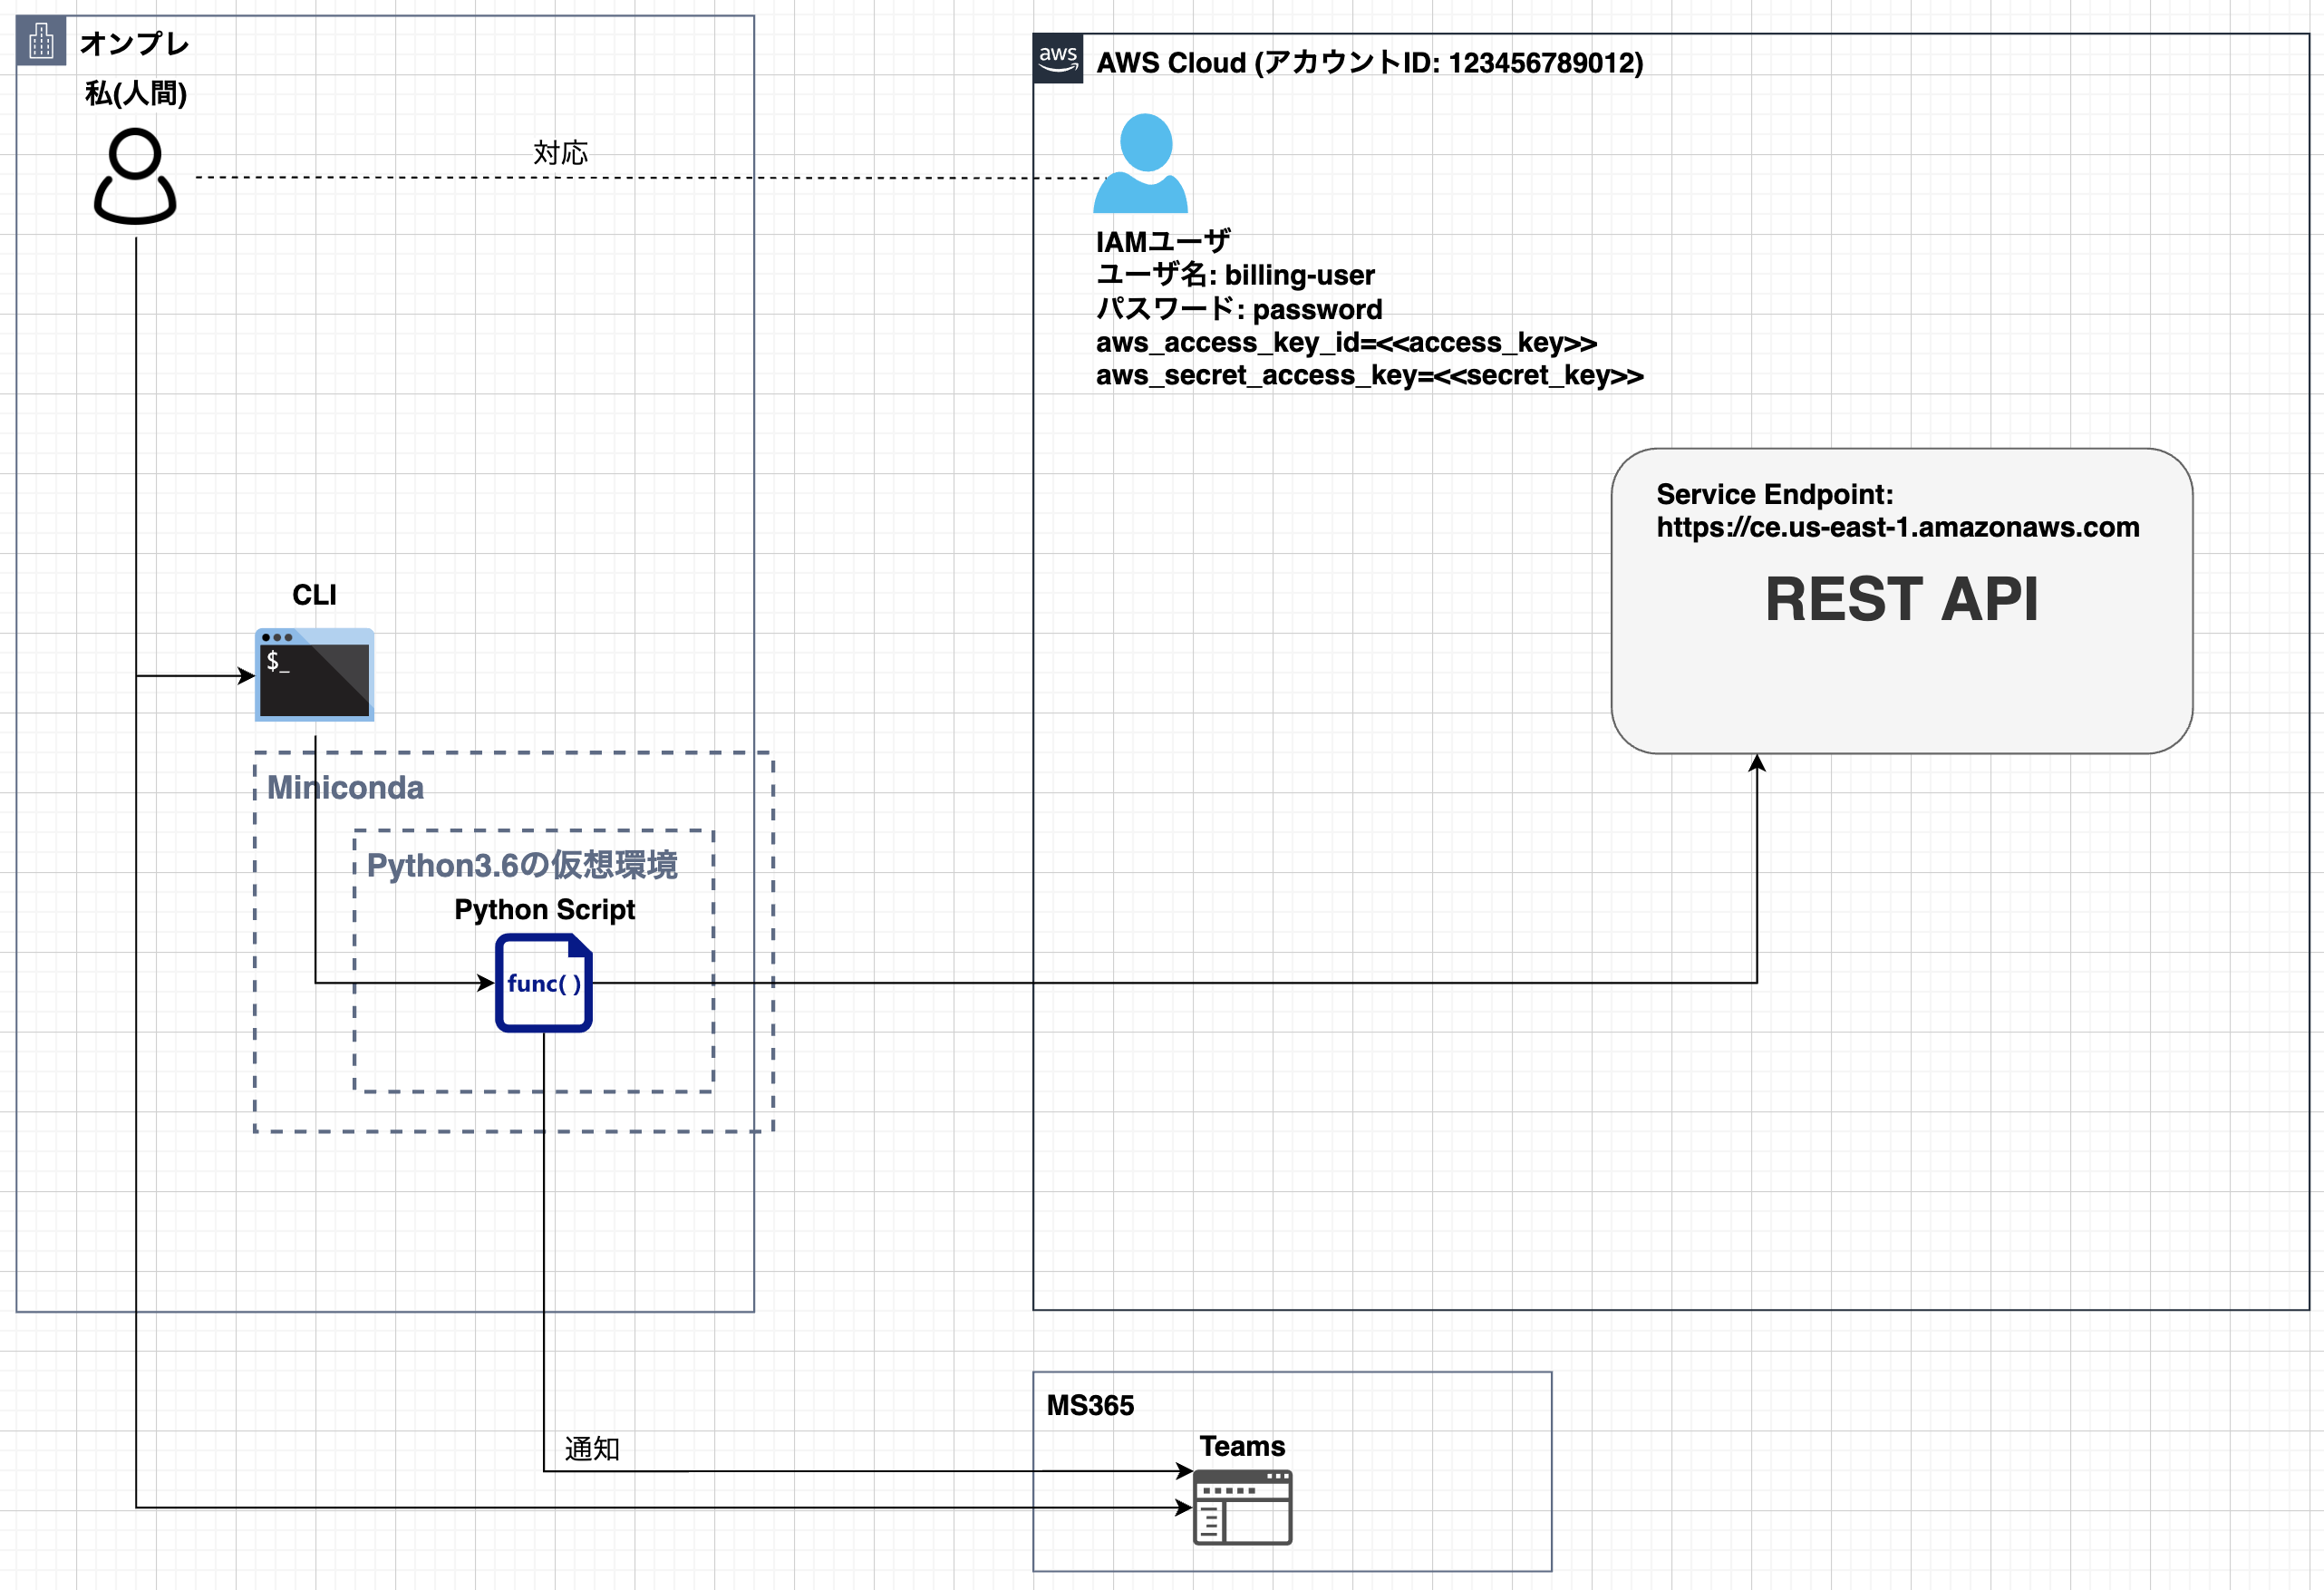 オンプレ
私(人間)
対応
aws
AWS Cloud (アカウントID: 123456789012)
IAMユーザ
ユーザ名: billing-user
パスワード: password
aws_access_key_id=<<access_key>>
aws_secret_access_key=<<secret_key>>
Service Endpoint:
https://ce.us-east-1.amazonaws.com
REST API
CLI
$_
Miniconda
Python3.6の仮想環境
Python Script
func( )
通知
MS365
Teams